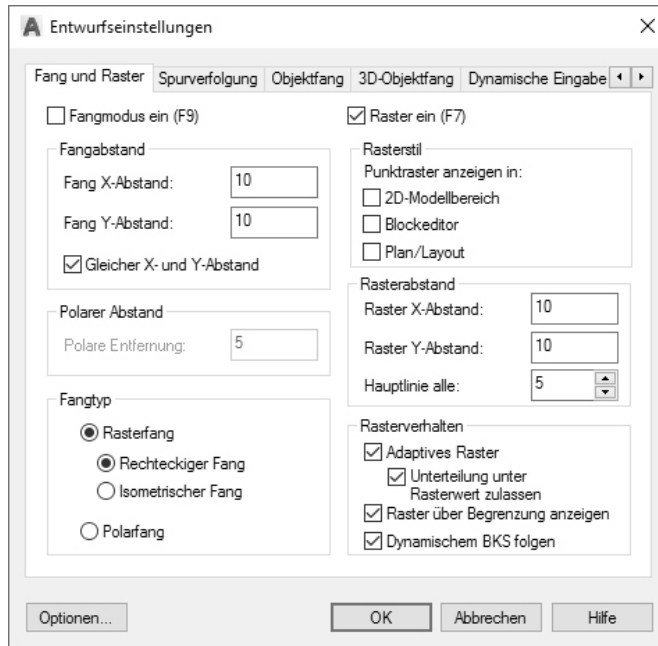 A Entwurfseinstellungen
Fang und Raster Spurverfolgung Objektfang 3D-Objektfang Dynamische Eingabe
Fangmodus ein (F9)
Fangabstand
Fang X-Abstand: 10
Fang Y-Abstand: 10
Gleicher X- und Y-Abstand
Polarer Abstand
Polare Entfernung: 5
Fangtyp
Rasterfang
Rechteckiger Fang
Isometrischer Fang
Polarfang
Raster ein (F7)
Rasterstil
Punktraster anzeigen in:
2D-Modellbereich
Blockeditor
Plan/Layout
Rasterabstand
Raster X-Abstand: 10
Raster Y-Abstand: 10
Hauptlinie alle: 5
Rasterverhalten
Adaptives Raster
Unterteilung unter
Rasterwert zulassen
Raster über Begrenzung anzeigen
Dynamischem BKS folgen
Optionen... OK Abbrechen Hilfe